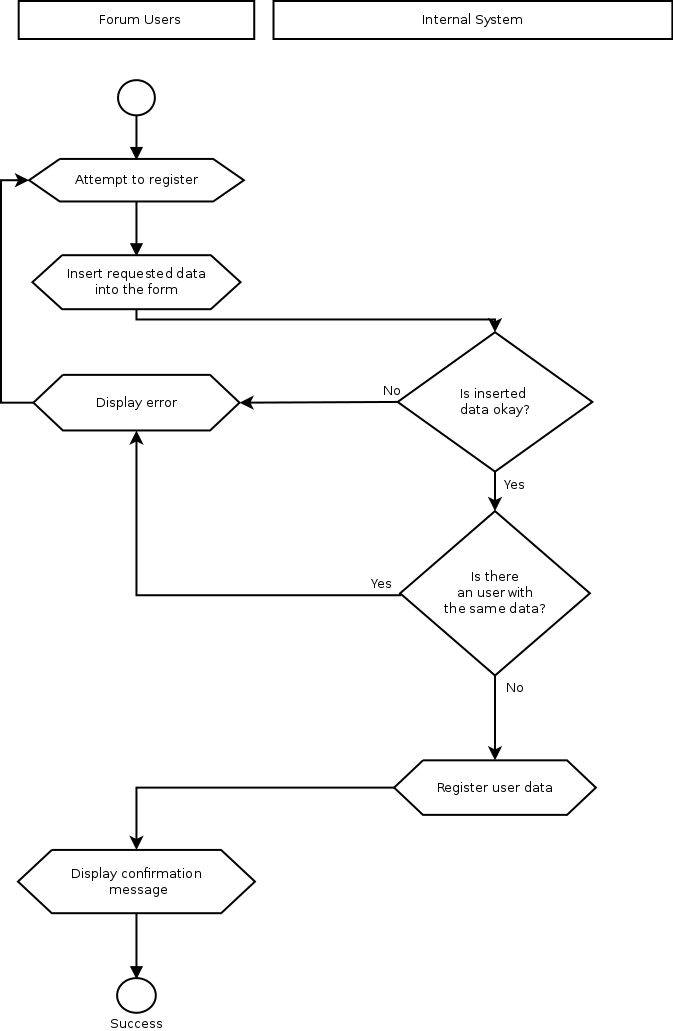 Forum Users
Internal System
Attempt to register
Insert requested data
into the form
Is inserted
data okay?
No
Display error
Yes
Is there
an user with
the same data?
Yes
No
Register user data
Display confirmation
message
Success